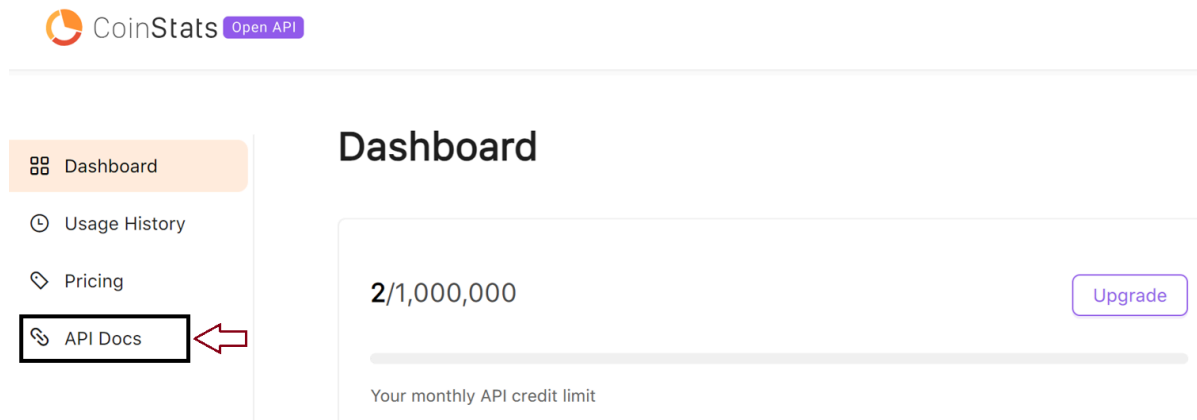 CoinStats Open API
Dashboard
Dashboard
Usage History
Pricing
API Docs
2/1,000,000
Upgrade
Your monthly API credit limit